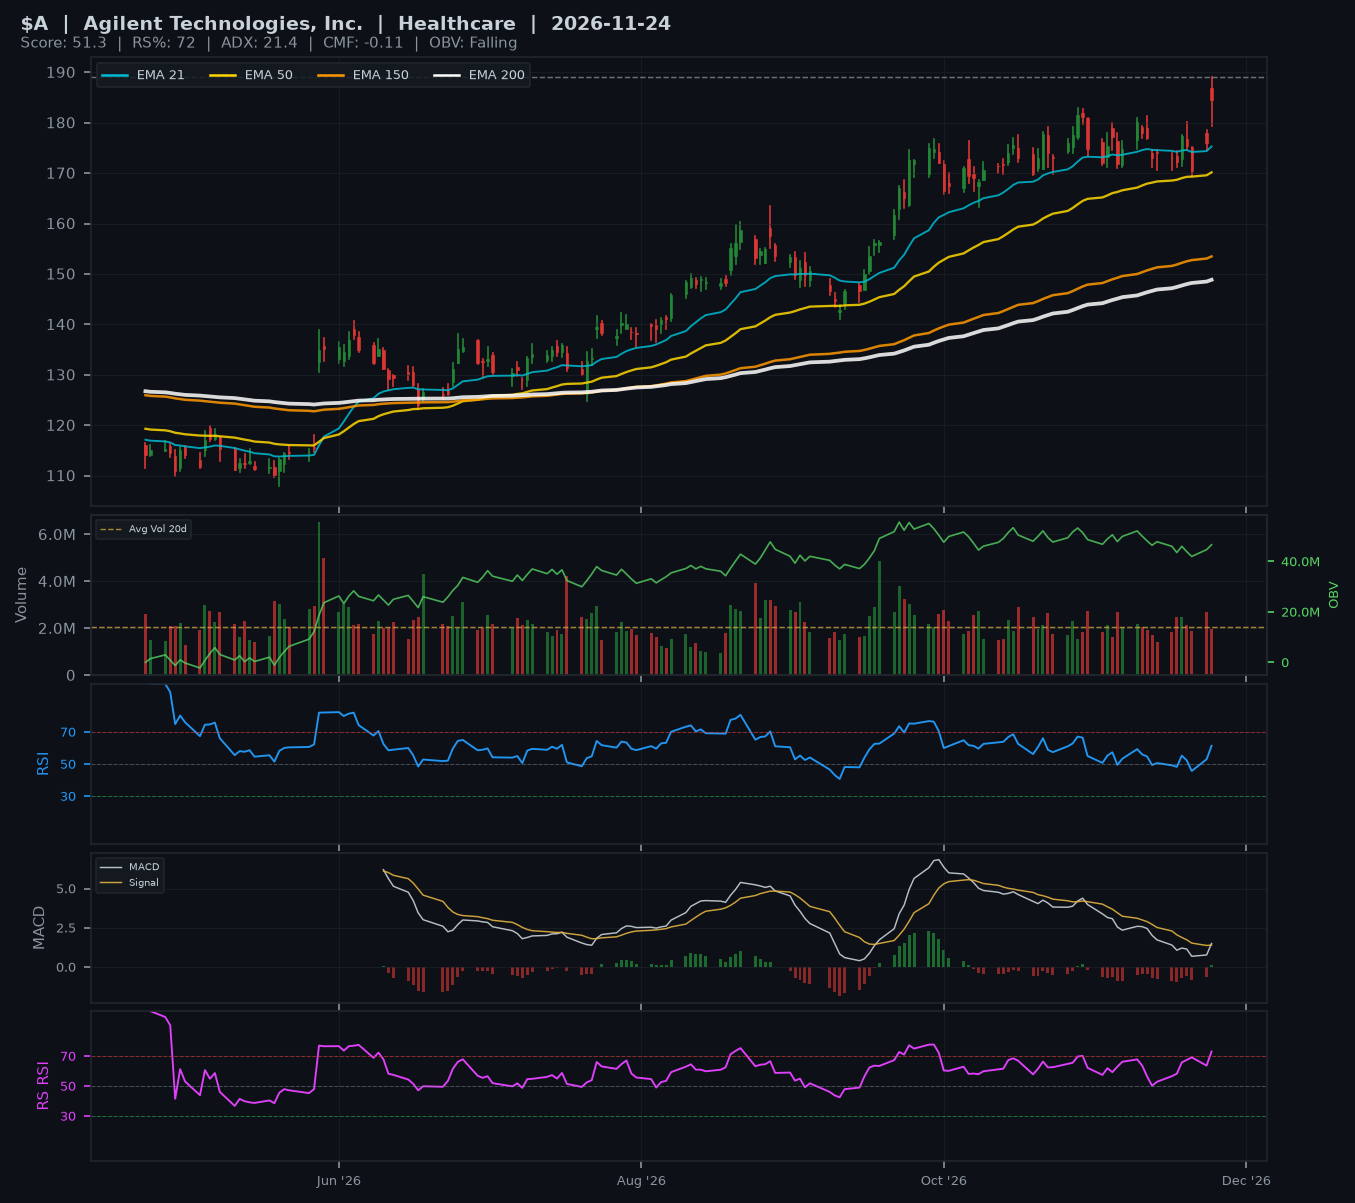 $A  |  Agilent Technologies, Inc.  |  Healthcare  |  2026-11-24
Score: 51.3  |  RS%: 72  |  ADX: 21.4  |  CMF: -0.11  |  OBV: Falling
EMA 21
EMA 50
EMA 150
EMA 200
190
180
170
160
150
140
130
120
110
Avg Vol 20d
Volume
6.0M
4.0M
2.0M
0
40.0M
20.0M
0
OBV
RSI
70
50
30
MACD
Signal
MACD
5.0
2.5
0.0
RS RSI
70
50
30
Jun '26
Aug '26
Oct '26
Dec '26